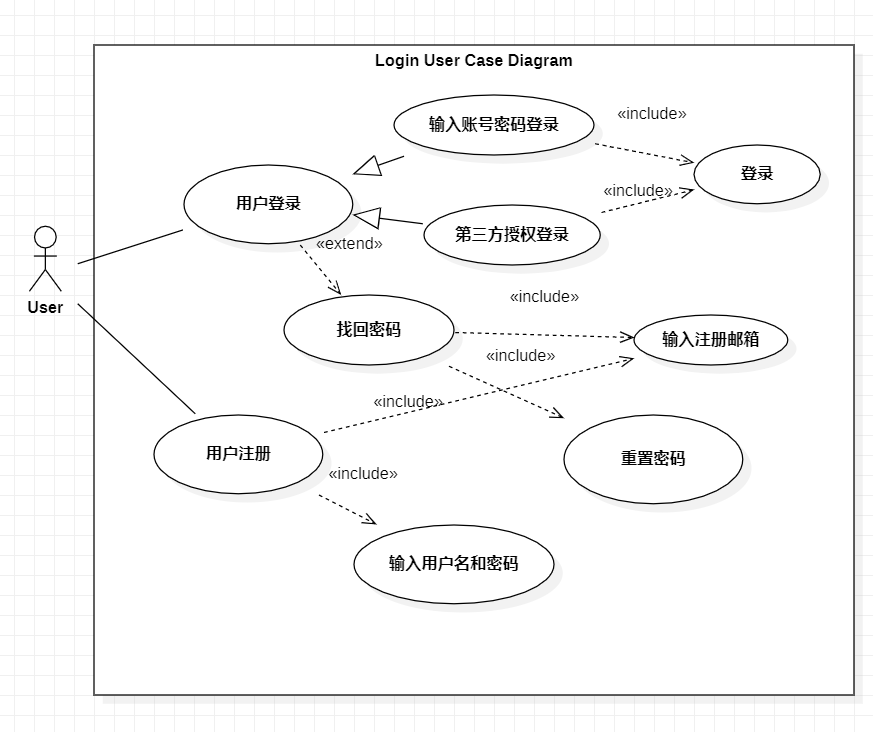 Login User Case Diagram
输入账号密码登录
«include»
登录
用户登录
«include»
第三方授权登录
«extend»
User
«include»
找回密码
输入注册邮箱
«include»
«include»
用户注册
重置密码
«include»
输入用户名和密码